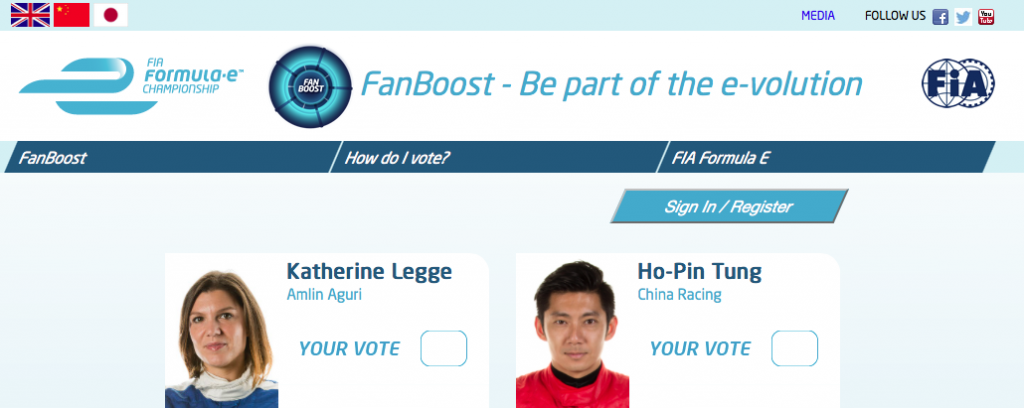 MEDIA FOLLOW US You Tube
FIA
FORMULA-E™
CHAMPIONSHIP
FAN
BOOST
FanBoost - Be part of the e-volution
FiA
FanBoost How do I vote? FIA Formula E
Sign In / Register
Katherine Legge
Amlin Aguri
YOUR VOTE
Ho-Pin Tung
China Racing
YOUR VOTE